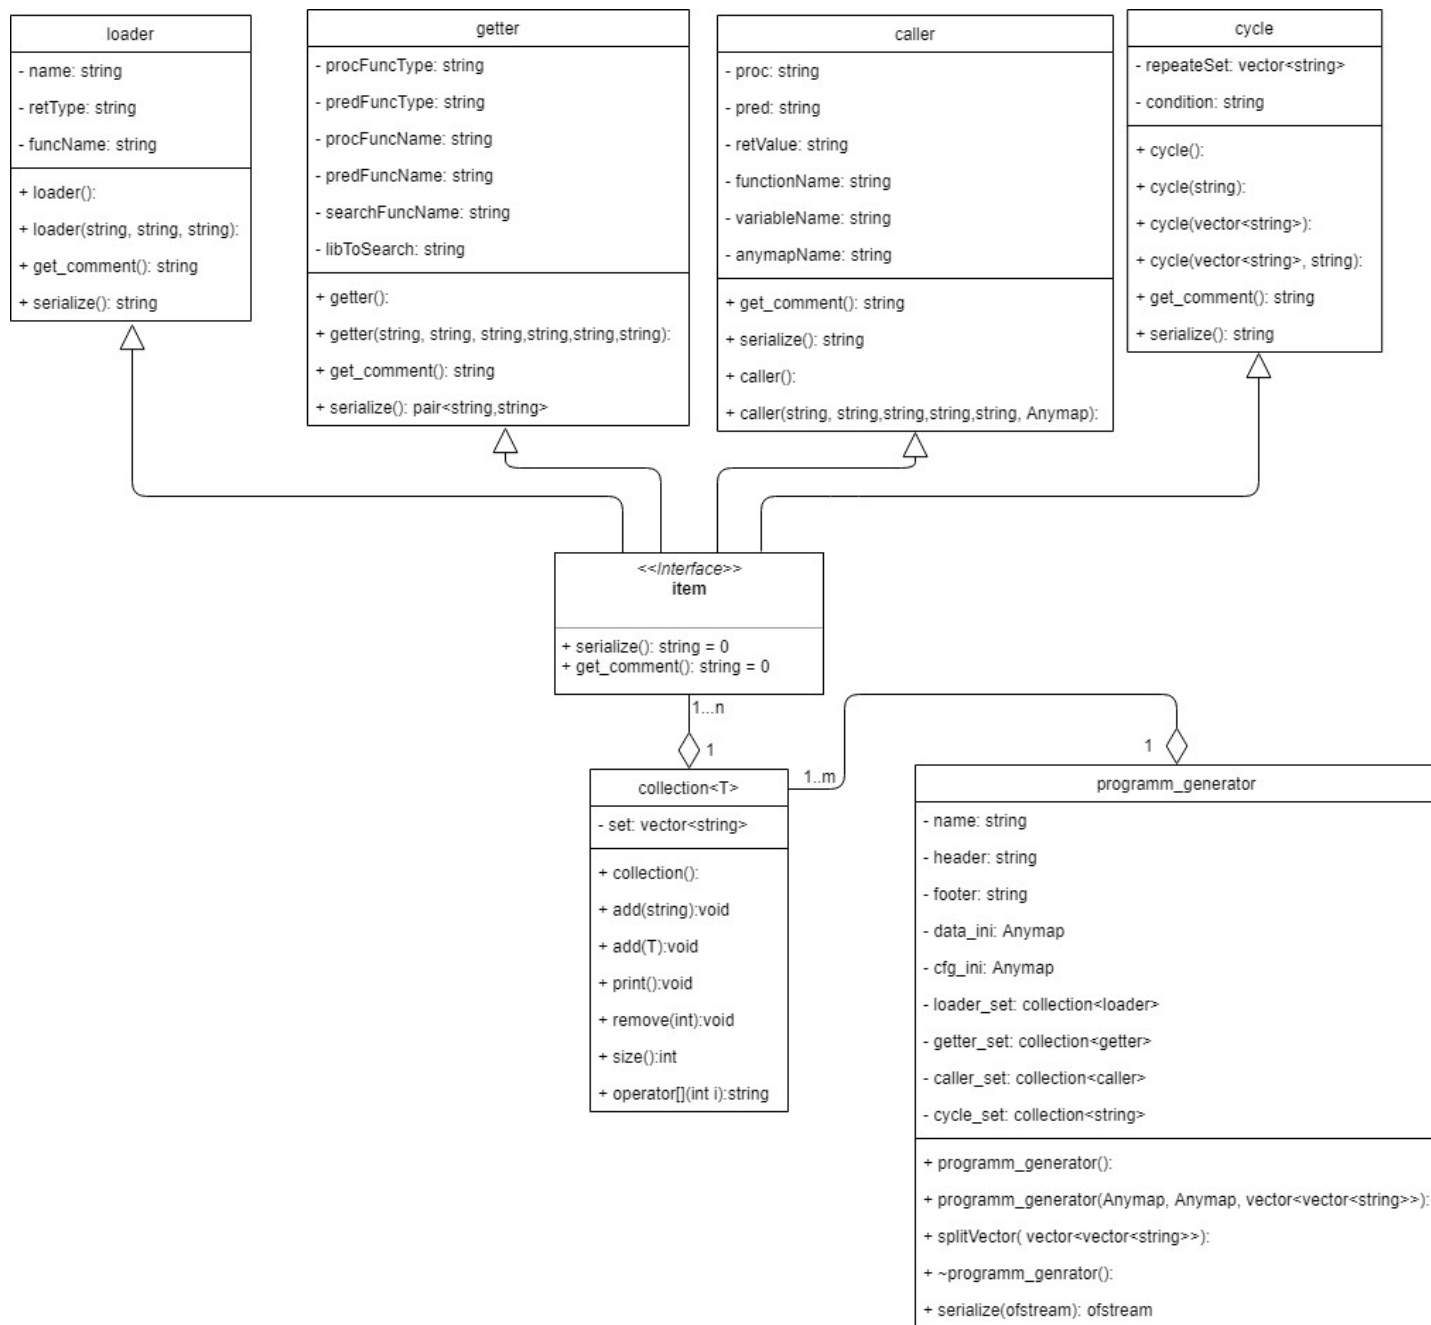 loader
- name: string
- retType: string
- funcName: string
+ loader():
+ loader(string, string, string):
+ get_comment(): string
+ serialize(): string
getter
- procFuncType: string
- predFuncType: string
- procFuncName: string
- predFuncName: string
- searchFuncName: string
- libToSearch: string
+ getter():
+ getter(string, string, string,string,string,string):
+ get_comment(): string
+ serialize(): pair<string,string>
caller
- proc: string
- pred: string
- retValue: string
- functionName: string
- variableName: string
- anymapName: string
+ get_comment(): string
+ serialize(): string
+ caller():
+ caller(string, string,string,string,string, Anymap):
cycle
- repeateSet: vector<string>
- condition: string
+ cycle():
+ cycle(string):
+ cycle(vector<string>):
+ cycle(vector<string>, string):
+ get_comment(): string
+ serialize(): string
<<Interface>>
item
+ serialize(): string = 0
+ get_comment(): string = 0
1...n
1
1..m
1
collection<T>
- set: vector<string>
+ collection():
+ add(string):void
+ add(T):void
+ print():void
+ remove(int):void
+ size():int
+ operator[](int i):string
programm_generator
- name: string
- header: string
- footer: string
- data_ini: Anymap
- cfg_ini: Anymap
- loader_set: collection<loader>
- getter_set: collection<getter>
- caller_set: collection<caller>
- cycle_set: collection<string>
+ programm_generator():
+ programm_generator(Anymap, Anymap, vector<vector<string>>):
+ splitVector( vector<vector<string>>):
+ ~programm_genrator():
+ serialize(ofstream): ofstream